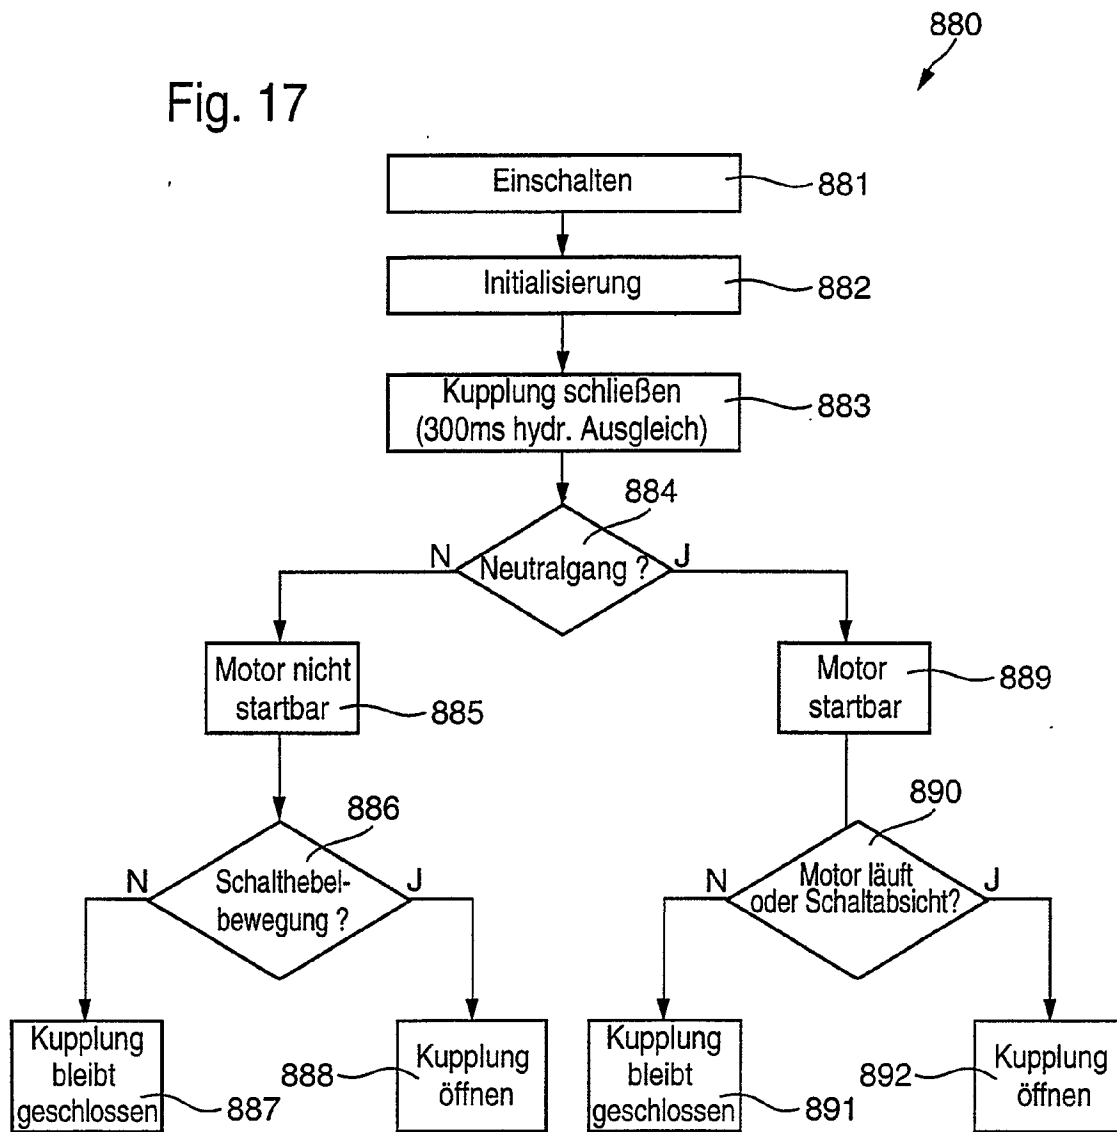 880
Fig. 17
Einschalten
881
Initialisierung
882
Kupplung schließen
(300ms hydr. Ausgleich)
883
884
N
Neutralgang ?
J
Motor nicht
startbar
885
Motor
startbar
889
886
N
Schalthebel-
bewegung ?
J
890
N
Motor läuft
oder Schaltabsicht?
J
Kupplung
bleibt
geschlossen
887
888
Kupplung
öffnen
Kupplung
bleibt
geschlossen
891
892
Kupplung
öffnen